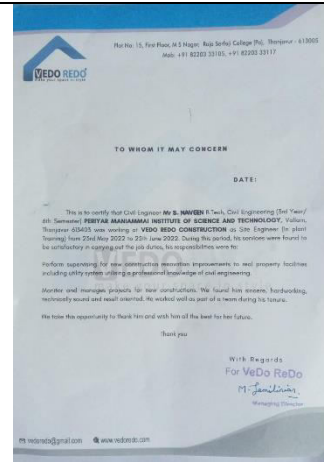 Plot No: 15, First Floor, M S Nagar, Raja Serfoji College (Po), Thanjavur - 613005
Mob: +91 82203 33105, +91 82203 33117
VEDO REDO
TO WHOM IT MAY CONCERN
DATE:
This is to certify that Civil Engineer Mr S. NAVEEN B.Tech, Civil Engineering (3rd Year/
6th Semester) PERIYAR MANIAMMAI INSTITUTE OF SCIENCE AND TECHNOLOGY, Vallam,
Thanjavur 613403 was working at VEDO REDO CONSTRUCTION as Site Engineer (in plant
Training) from 23rd May 2022 to 25th June 2022. During this period, his services were found to
be satisfactory in carrying out the job duties, his responsibilities were to:
Perform supervising for new construction renovation improvements to real property facilities
including utility system utilizing a professional knowledge of civil engineering.
Monitor and manages projects for new constructions. We found him sincere, hardworking,
technically sound and result oriented. He worked well as part of a team during his tenure.
We take this opportunity to thank him and wish him all the best for her future.
Thank you
With Regards
For VeDo ReDo
Managing Director
vedoredo@gmail.com www.vedoredo.com